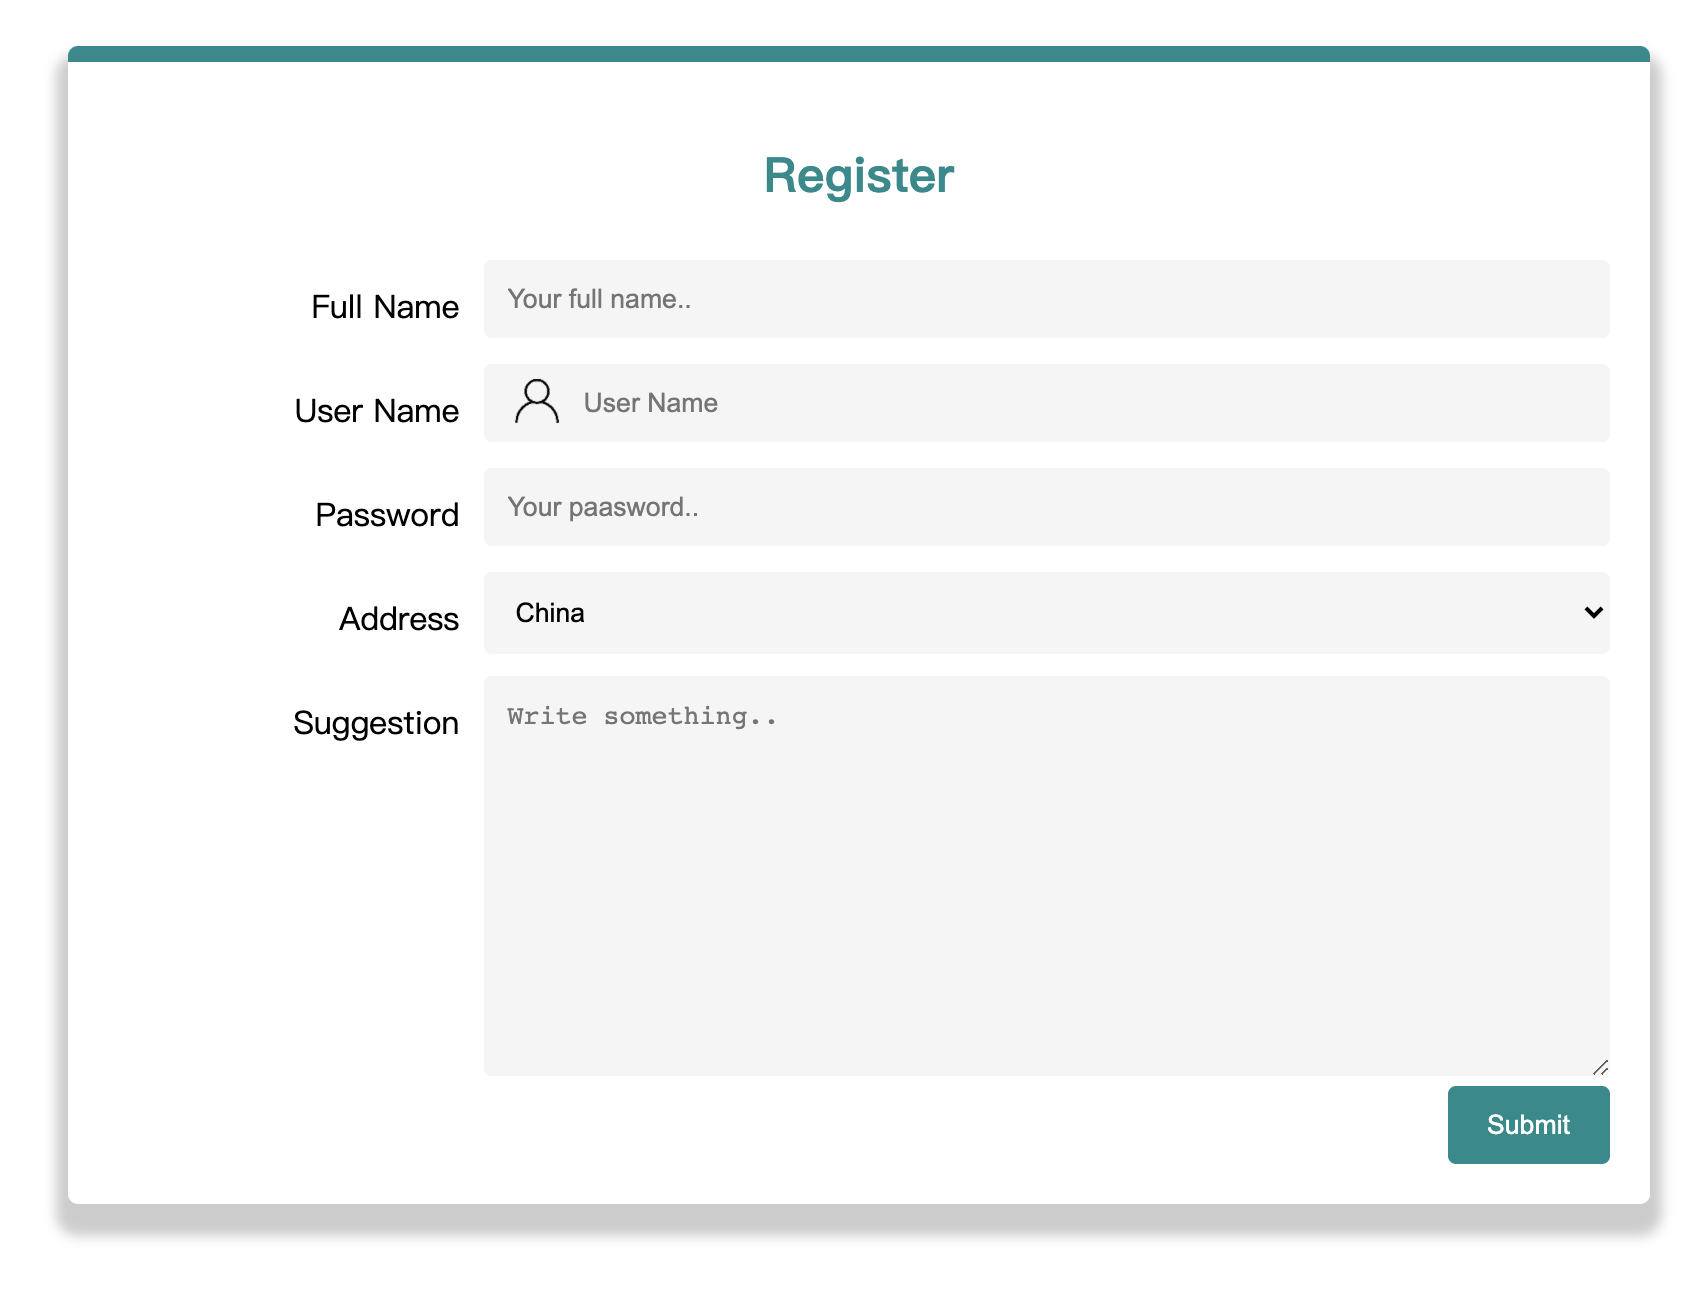 Register
Full Name
Your full name..
User Name
User Name
Password
Your paasword..
Address
China
Suggestion
Write something..
Submit